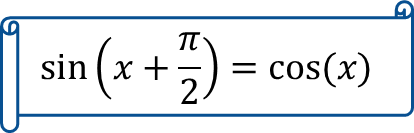 sin(x + π/2) = cos(x)